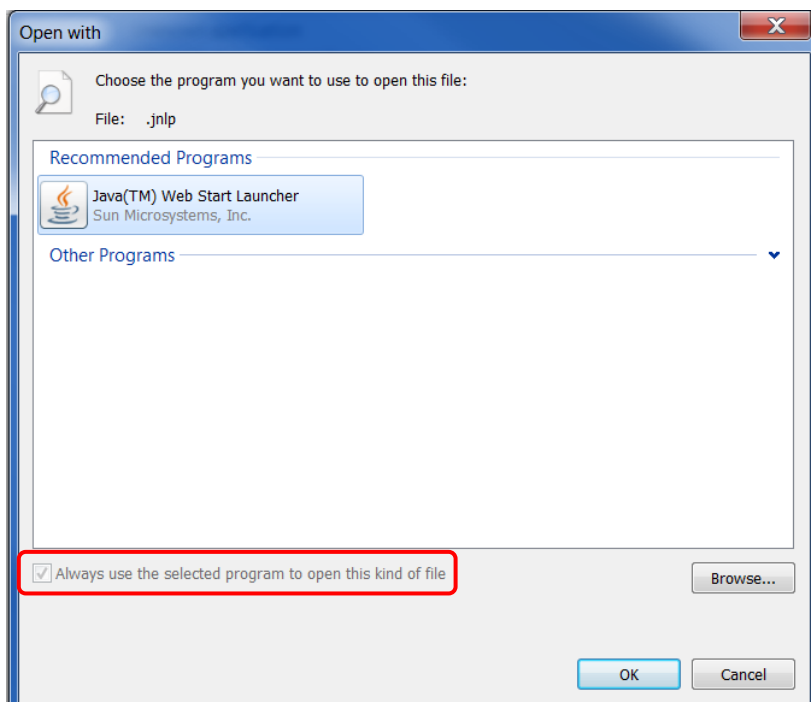 Open with
X
Choose the program you want to use to open this file:
File: .jnlp
Recommended Programs
Java(TM) Web Start Launcher
Sun Microsystems, Inc.
Other Programs
Always use the selected program to open this kind of file
Browse...
OK Cancel